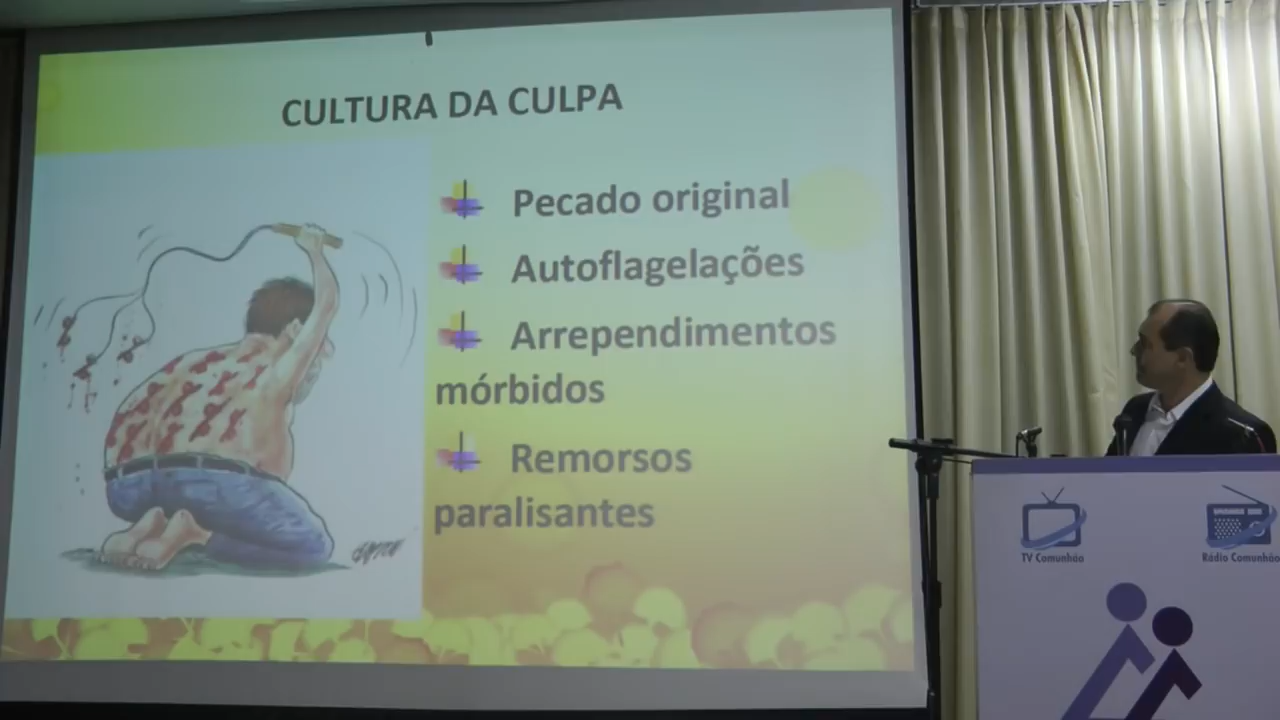 CULTURA DA CULPA
Pecado original
Autoflagelações
Arrependimentos
mórbidos
Remorsos
paralisantes
TV Comunhão
Rádio Comunhão